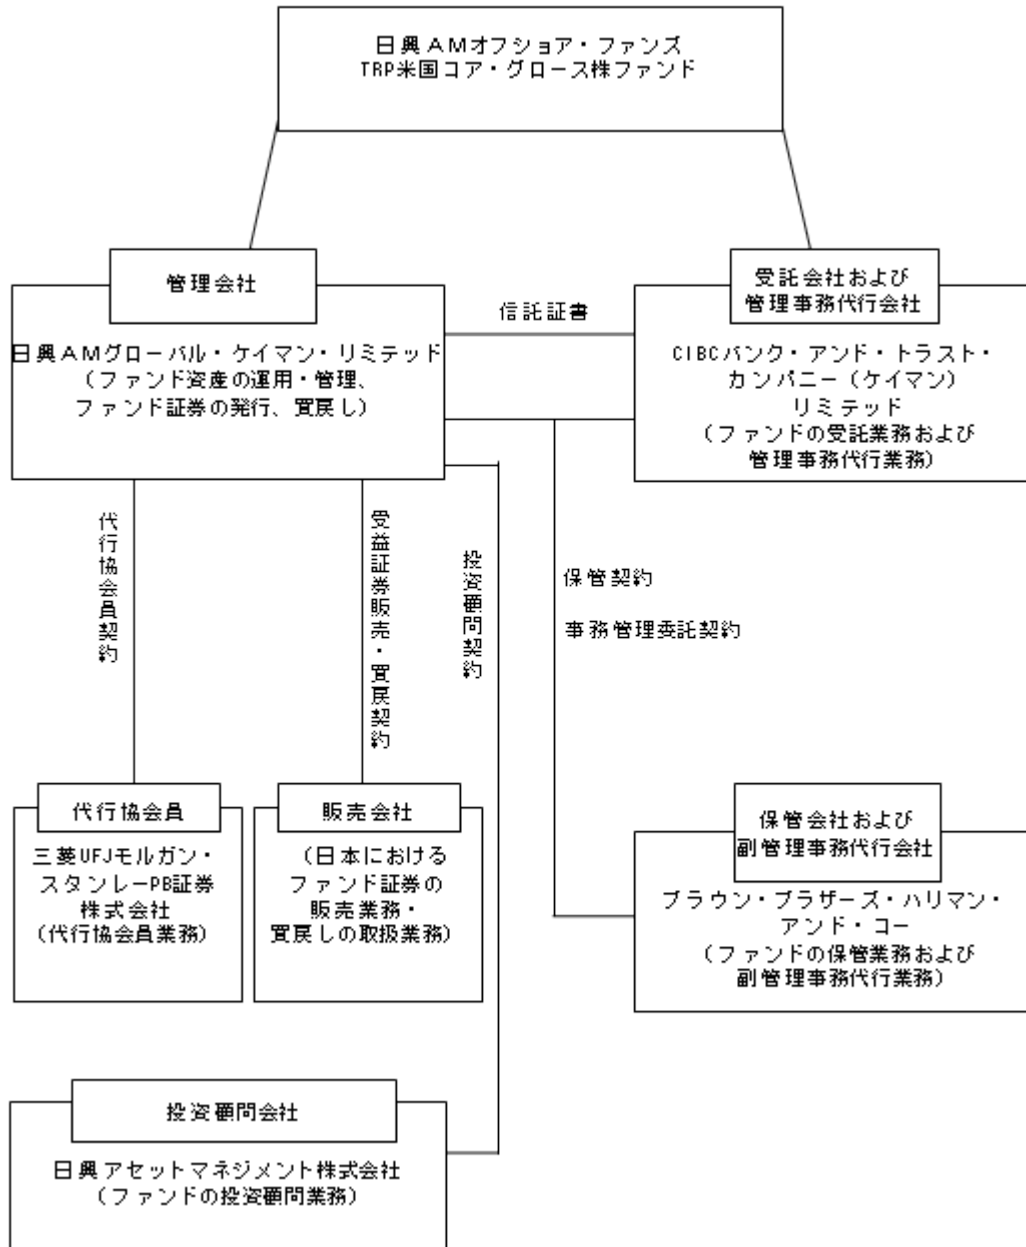 日興AMオフショア・ファンズ
TRP米国コア・グロース株ファンド
管理会社
日興AMグローバル・ケイマン・リミテッド
(ファンド資産の運用・管理、
ファンド証券の発行、買戻し)
信託証書
受託会社および
管理事務代行会社
CIBCバンク・アンド・トラスト・
カンパニー(ケイマン)
リミテッド
(ファンドの受託業務および
管理事務代行業務)
代行協会員契約
受益証券販売・買戻契約
投資顧問契約
保管契約
事務管理委託契約
代行協会員
三菱UFJモルガン・
スタンレーPB証券
株式会社
(代行協会員業務)
販売会社
(日本における
ファンド証券の
販売業務・
買戻しの取扱業務)
保管会社および
副管理事務代行会社
ブラウン・ブラザーズ・ハリマン・
アンド・コー
(ファンドの保管業務および
副管理事務代行業務)
投資顧問会社
日興アセットマネジメント株式会社
(ファンドの投資顧問業務)